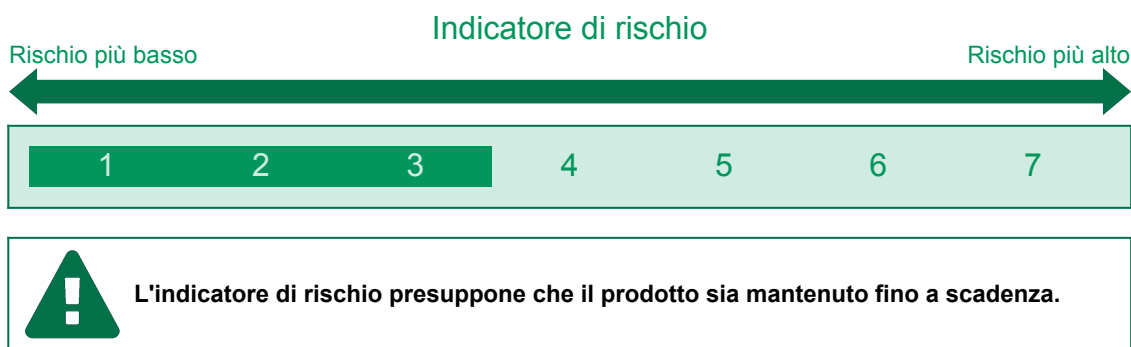 Indicatore di rischio
Rischio più basso Rischio più alto
1 2 3 4 5 6 7
L'indicatore di rischio presuppone che il prodotto sia mantenuto fino a scadenza.